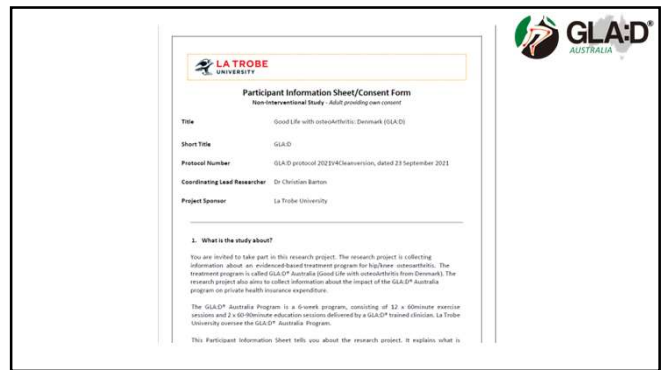 GLA:D®
AUSTRALIA
LA TROBE
UNIVERSITY
Participant Information Sheet/Consent Form
Non-Interventional Study - Adult providing own consent
Title Good Life with osteoArthritis: Denmark (GLA:D)
Short Title GLA:D
Protocol Number GLA:D protocol 2021V4Cleanversion, dated 23 September 2021
Coordinating Lead Researcher Dr Christian Barton
Project Sponsor La Trobe University
1. What is the study about?
You are invited to take part in this research project. The research project is collecting
information about an evidenced-based treatment program for hip/knee osteoarthritis. The
treatment program is called GLA:D® Australia (Good Life with osteoArthritis from Denmark). The
research project also aims to collect information about the impact of the GLA:D® Australia
program on private health insurance expenditure.
The GLA:D® Australia Program is a 6-week program, consisting of 12 x 60minute exercise
sessions and 2 x 60-90minute education sessions delivered by a GLA:D® trained clinician. La Trobe
University oversee the GLA:D® Australia Program.
This Participant Information Sheet tells you about the research project. It explains what is